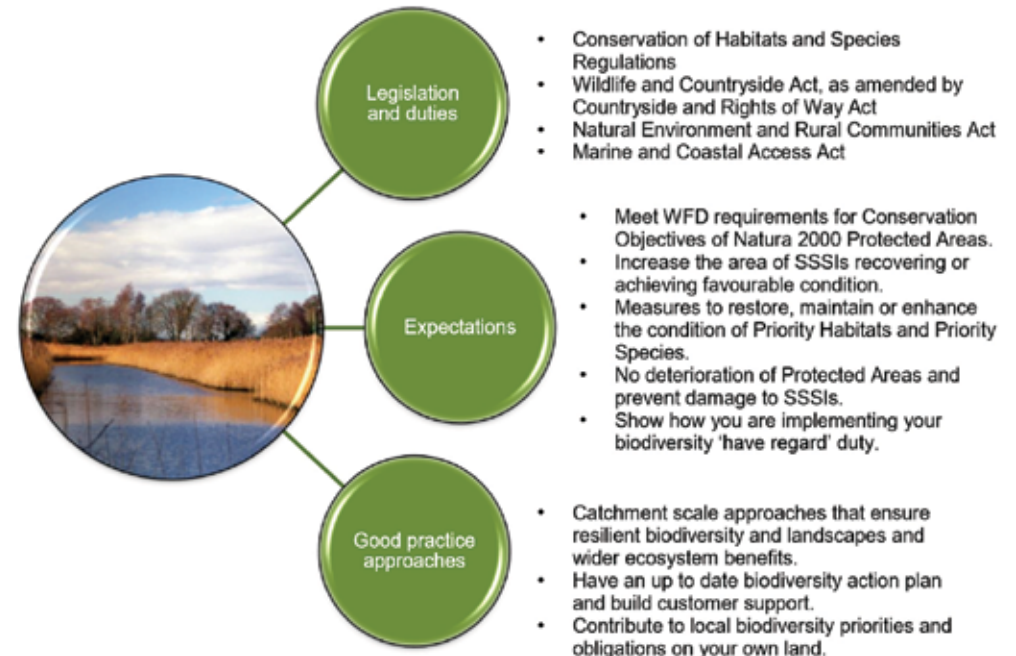 Legislation
and duties
• Conservation of Habitats and Species
Regulations
• Wildlife and Countryside Act, as amended by
Countryside and Rights of Way Act
• Natural Environment and Rural Communities Act
• Marine and Coastal Access Act
Expectations
• Meet WFD requirements for Conservation
Objectives of Natura 2000 Protected Areas.
• Increase the area of SSSIs recovering or
achieving favourable condition.
• Measures to restore, maintain or enhance
the condition of Priority Habitats and Priority
Species.
• No deterioration of Protected Areas and
prevent damage to SSSIs.
• Show how you are implementing your
biodiversity ‘have regard’ duty.
Good practice
approaches
• Catchment scale approaches that ensure
resilient biodiversity and landscapes and
wider ecosystem benefits.
• Have an up to date biodiversity action plan
and build customer support.
• Contribute to local biodiversity priorities and
obligations on your own land.